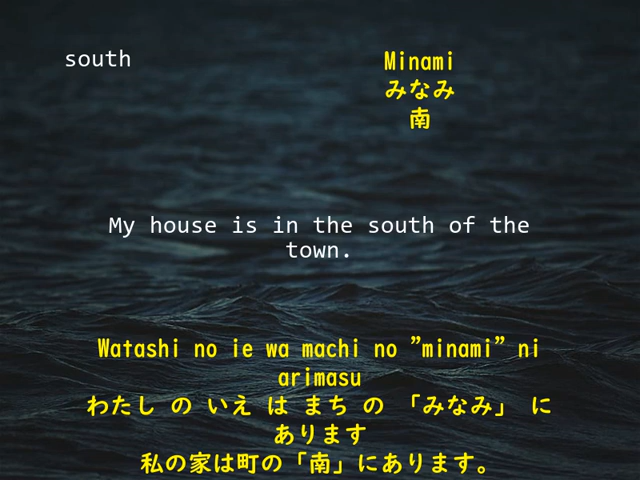 south
Minami
みなみ
南
My house is in the south of the
town.
Watashi no ie wa machi no ”minami” ni
arimasu
わたし の いえ は まち の 「みなみ」 に
あります
私の家は町の「南」にあります。